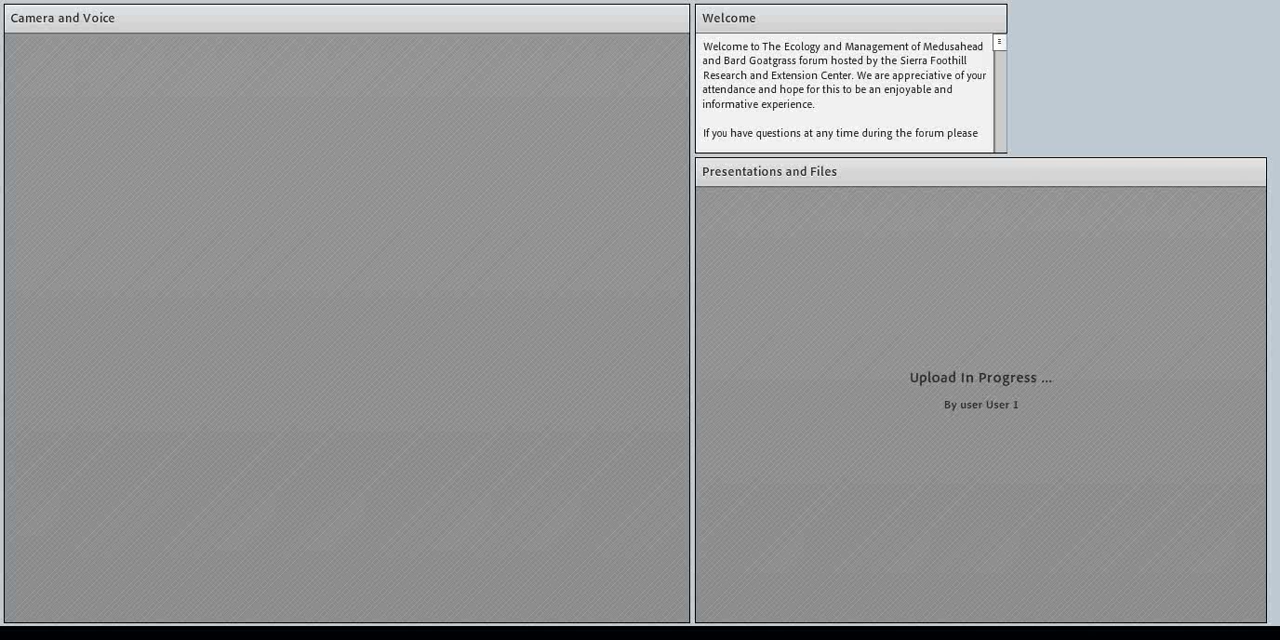 Camera and Voice
Welcome
Welcome to The Ecology and Management of Medusahead
and Bard Goatgrass forum hosted by the Sierra Foothill
Research and Extension Center. We are appreciative of your
attendance and hope for this to be an enjoyable and
informative experience.
If you have questions at any time during the forum please
Presentations and Files
Upload In Progress ...
By user User 1